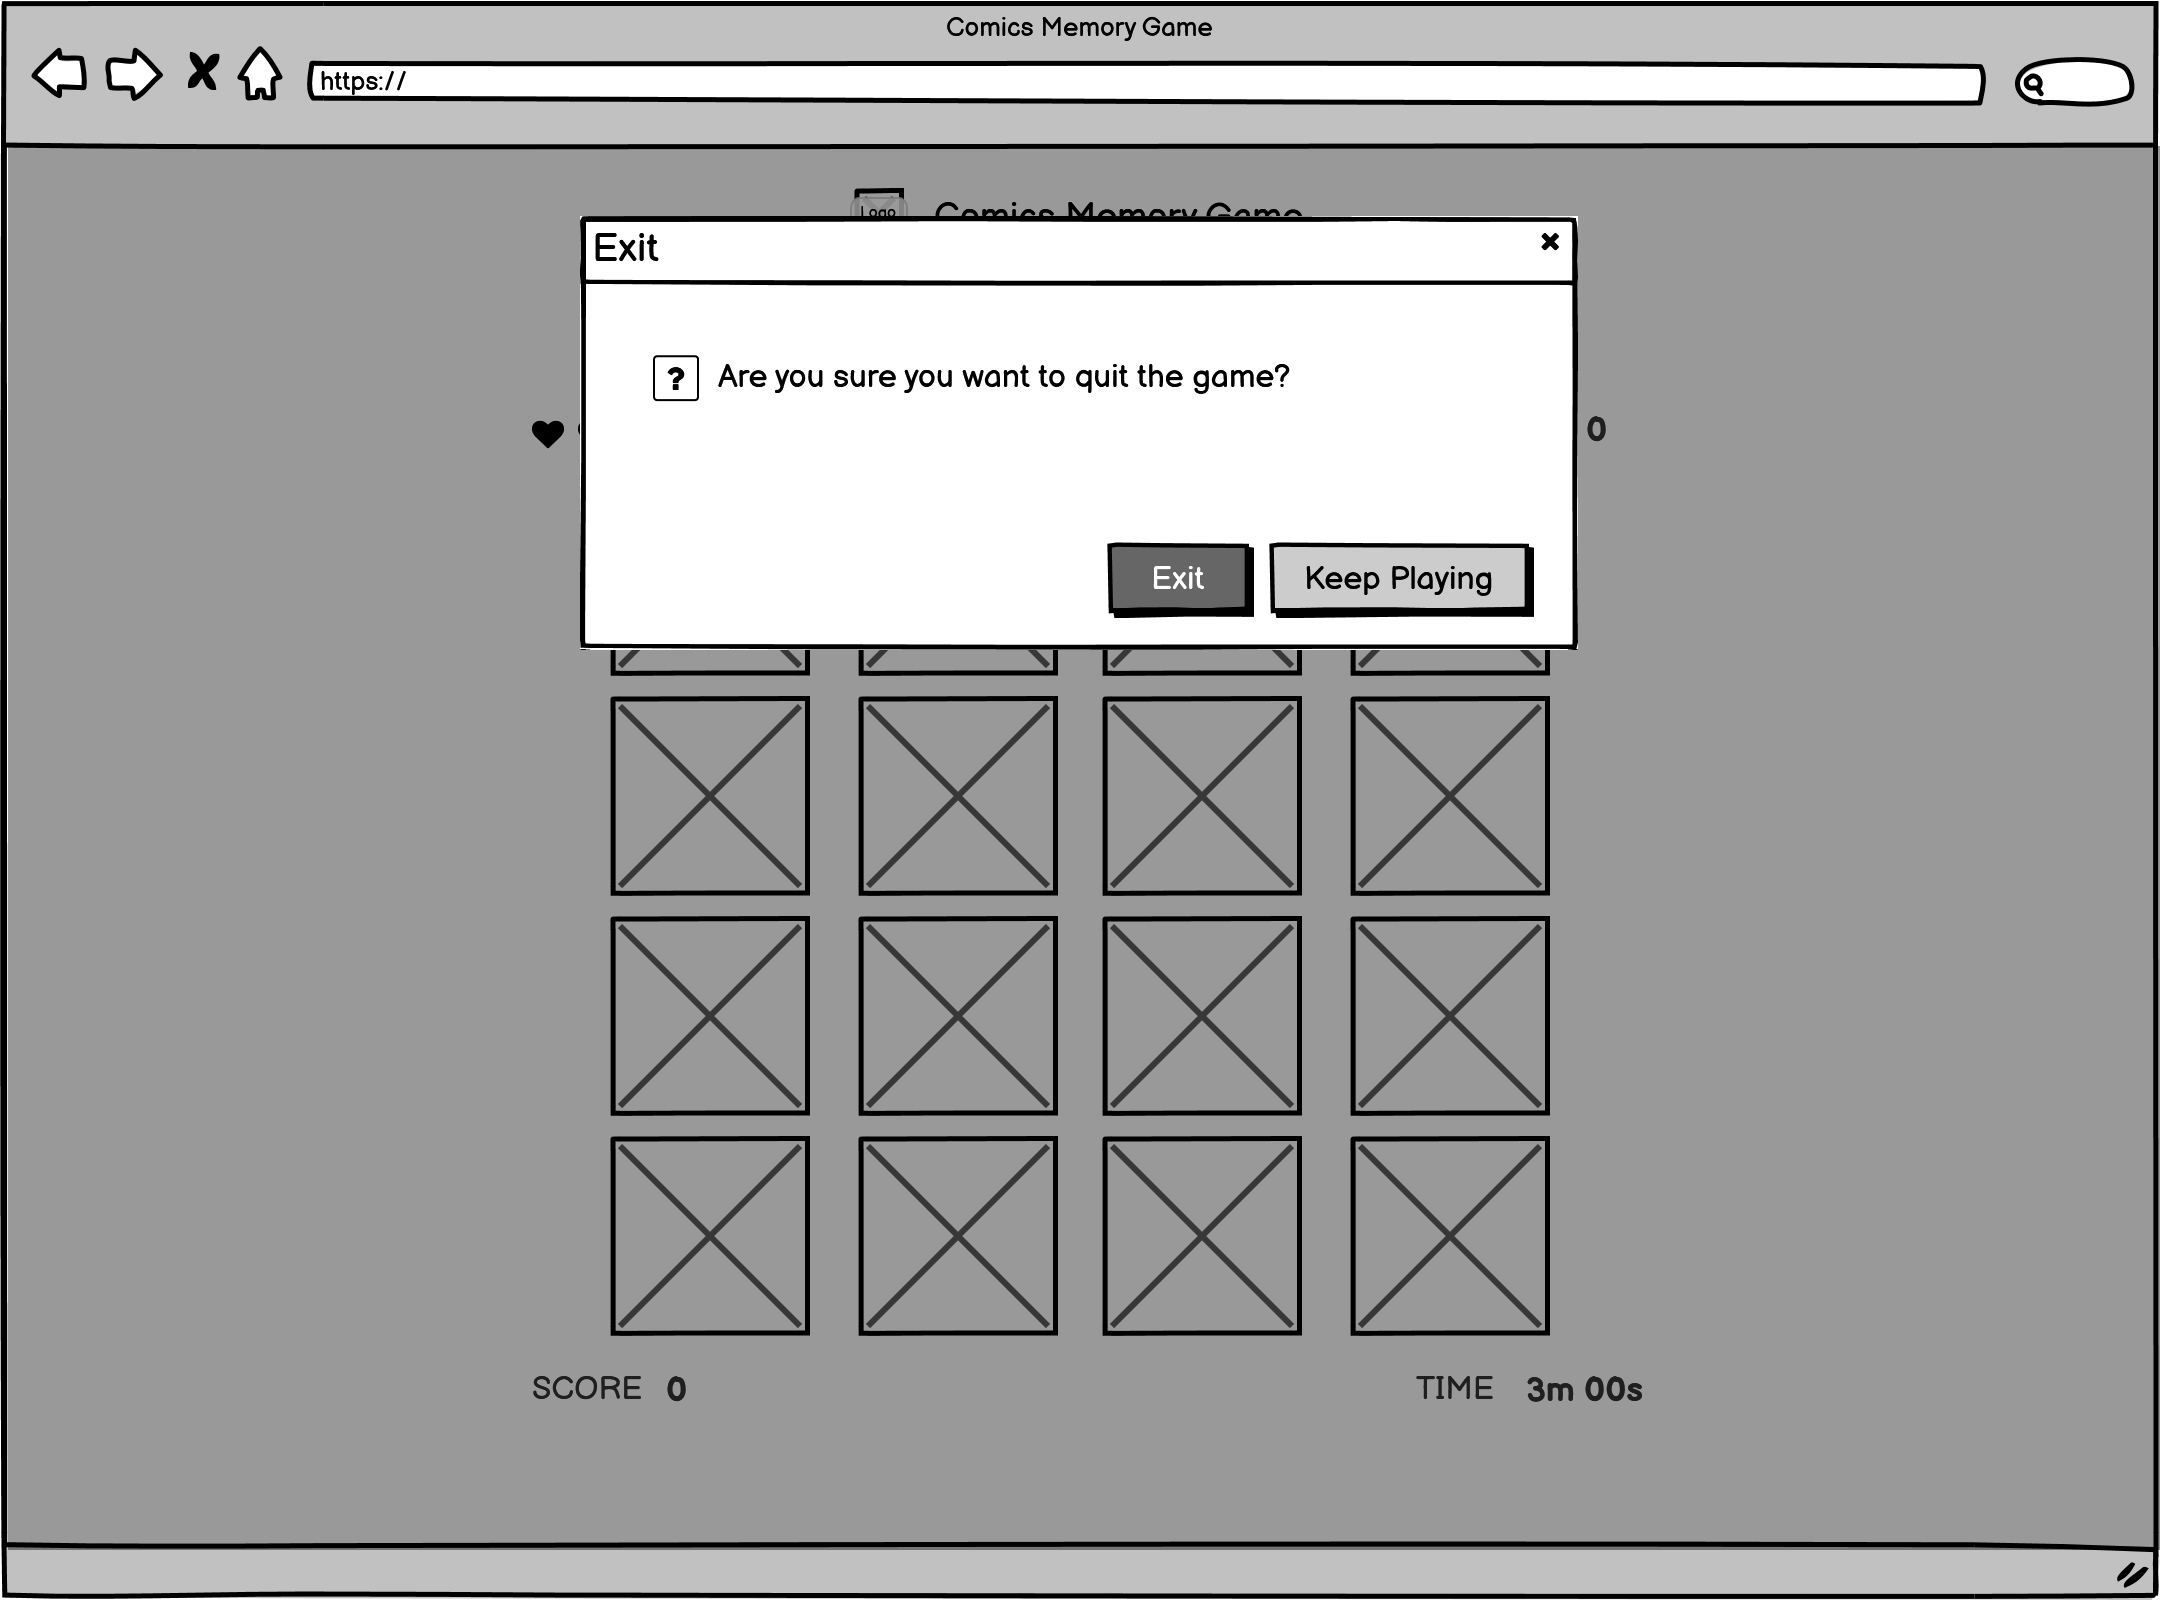 Comics Memory Game
https://
Logo Comics Memory Game
Exit
? Are you sure you want to quit the game?
0
Exit Keep Playing
SCORE 0 TIME 3m 00s